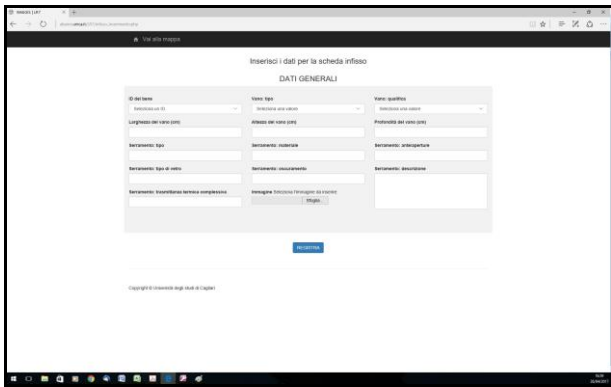 Vai alla mappa
Inserisci i dati per la scheda infisso
DATI GENERALI
ID del bene
Vano: tipo
Vano: qualifica
Seleziona un ID
Seleziona una valore
Seleziona una valore
Larghezza del vano (cm)
Altezza del vano (cm)
Profondità del vano (cm)
Serramento: tipo
Serramento: materiale
Serramento: anteaperture
Serramento: tipo di vetro
Serramento: oscuramento
Serramento: descrizione
Serramento: trasmittanza termica complessiva
Immagine Seleziona l'immagine da inserire
Sfoglia...
REGISTRA
Copyright © Università degli studi di Cagliari